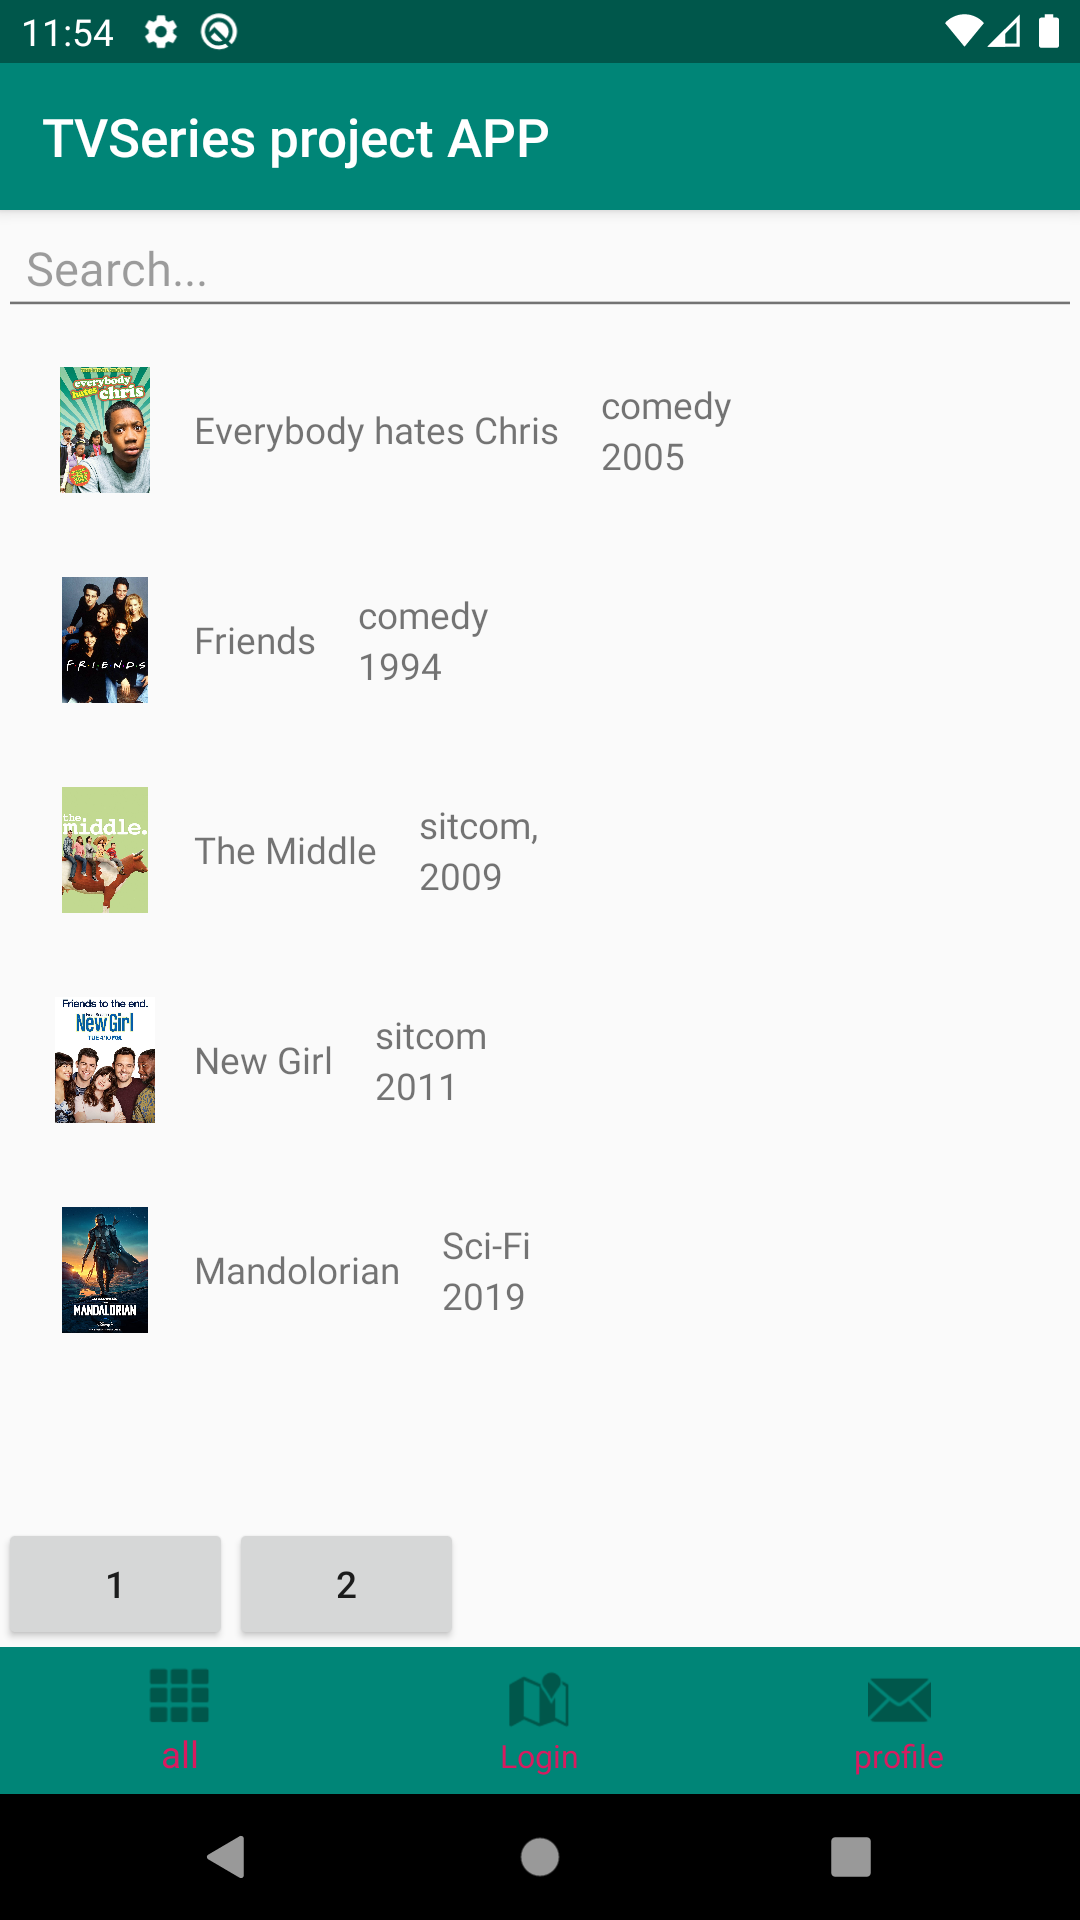 11:54
TVSeries project APP
Search...
everybody
hates chris
Everybody hates Chris
comedy
2005
F·R·I·E·N·D·S
Friends
comedy
1994
the
middle.
The Middle
sitcom,
2009
Friends to the end.
New Girl
New Girl
sitcom
2011
MANDALORIAN
Mandolorian
Sci-Fi
2019
1
2
all
Login
profile